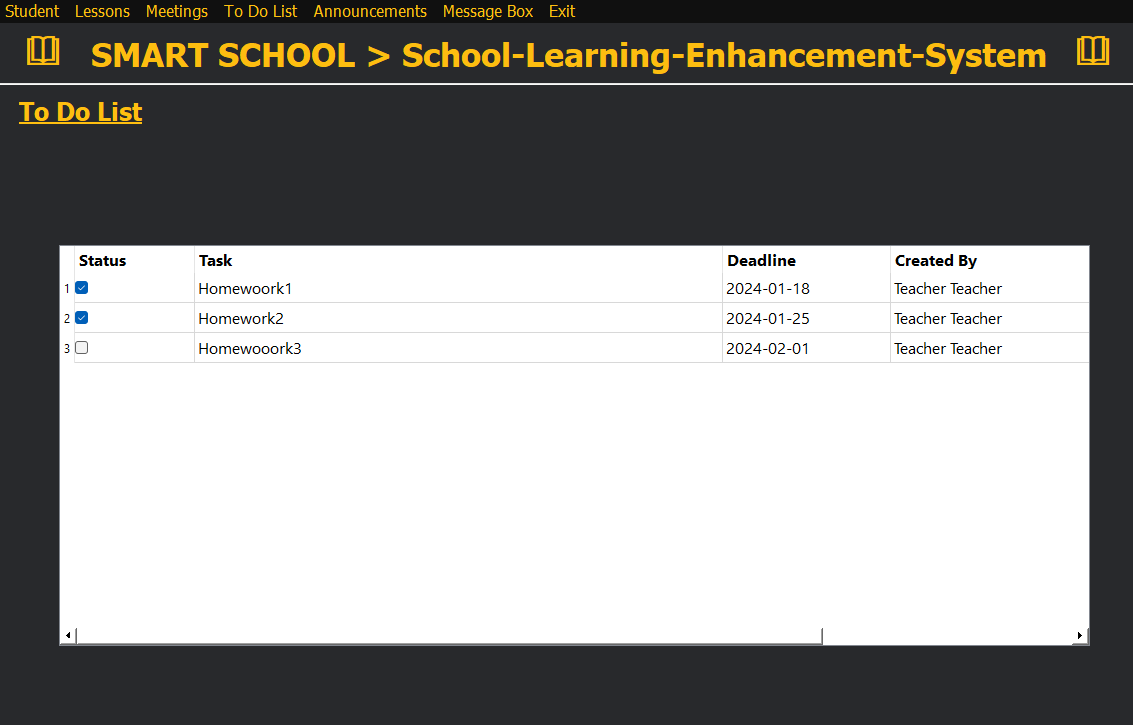 Student Lessons Meetings To Do List Announcements Message Box Exit
SMART SCHOOL > School-Learning-Enhancement-System
To Do List
Status Task Deadline Created By
1 Homewoork1 2024-01-18 Teacher Teacher
2 Homework2 2024-01-25 Teacher Teacher
3 Homewooork3 2024-02-01 Teacher Teacher